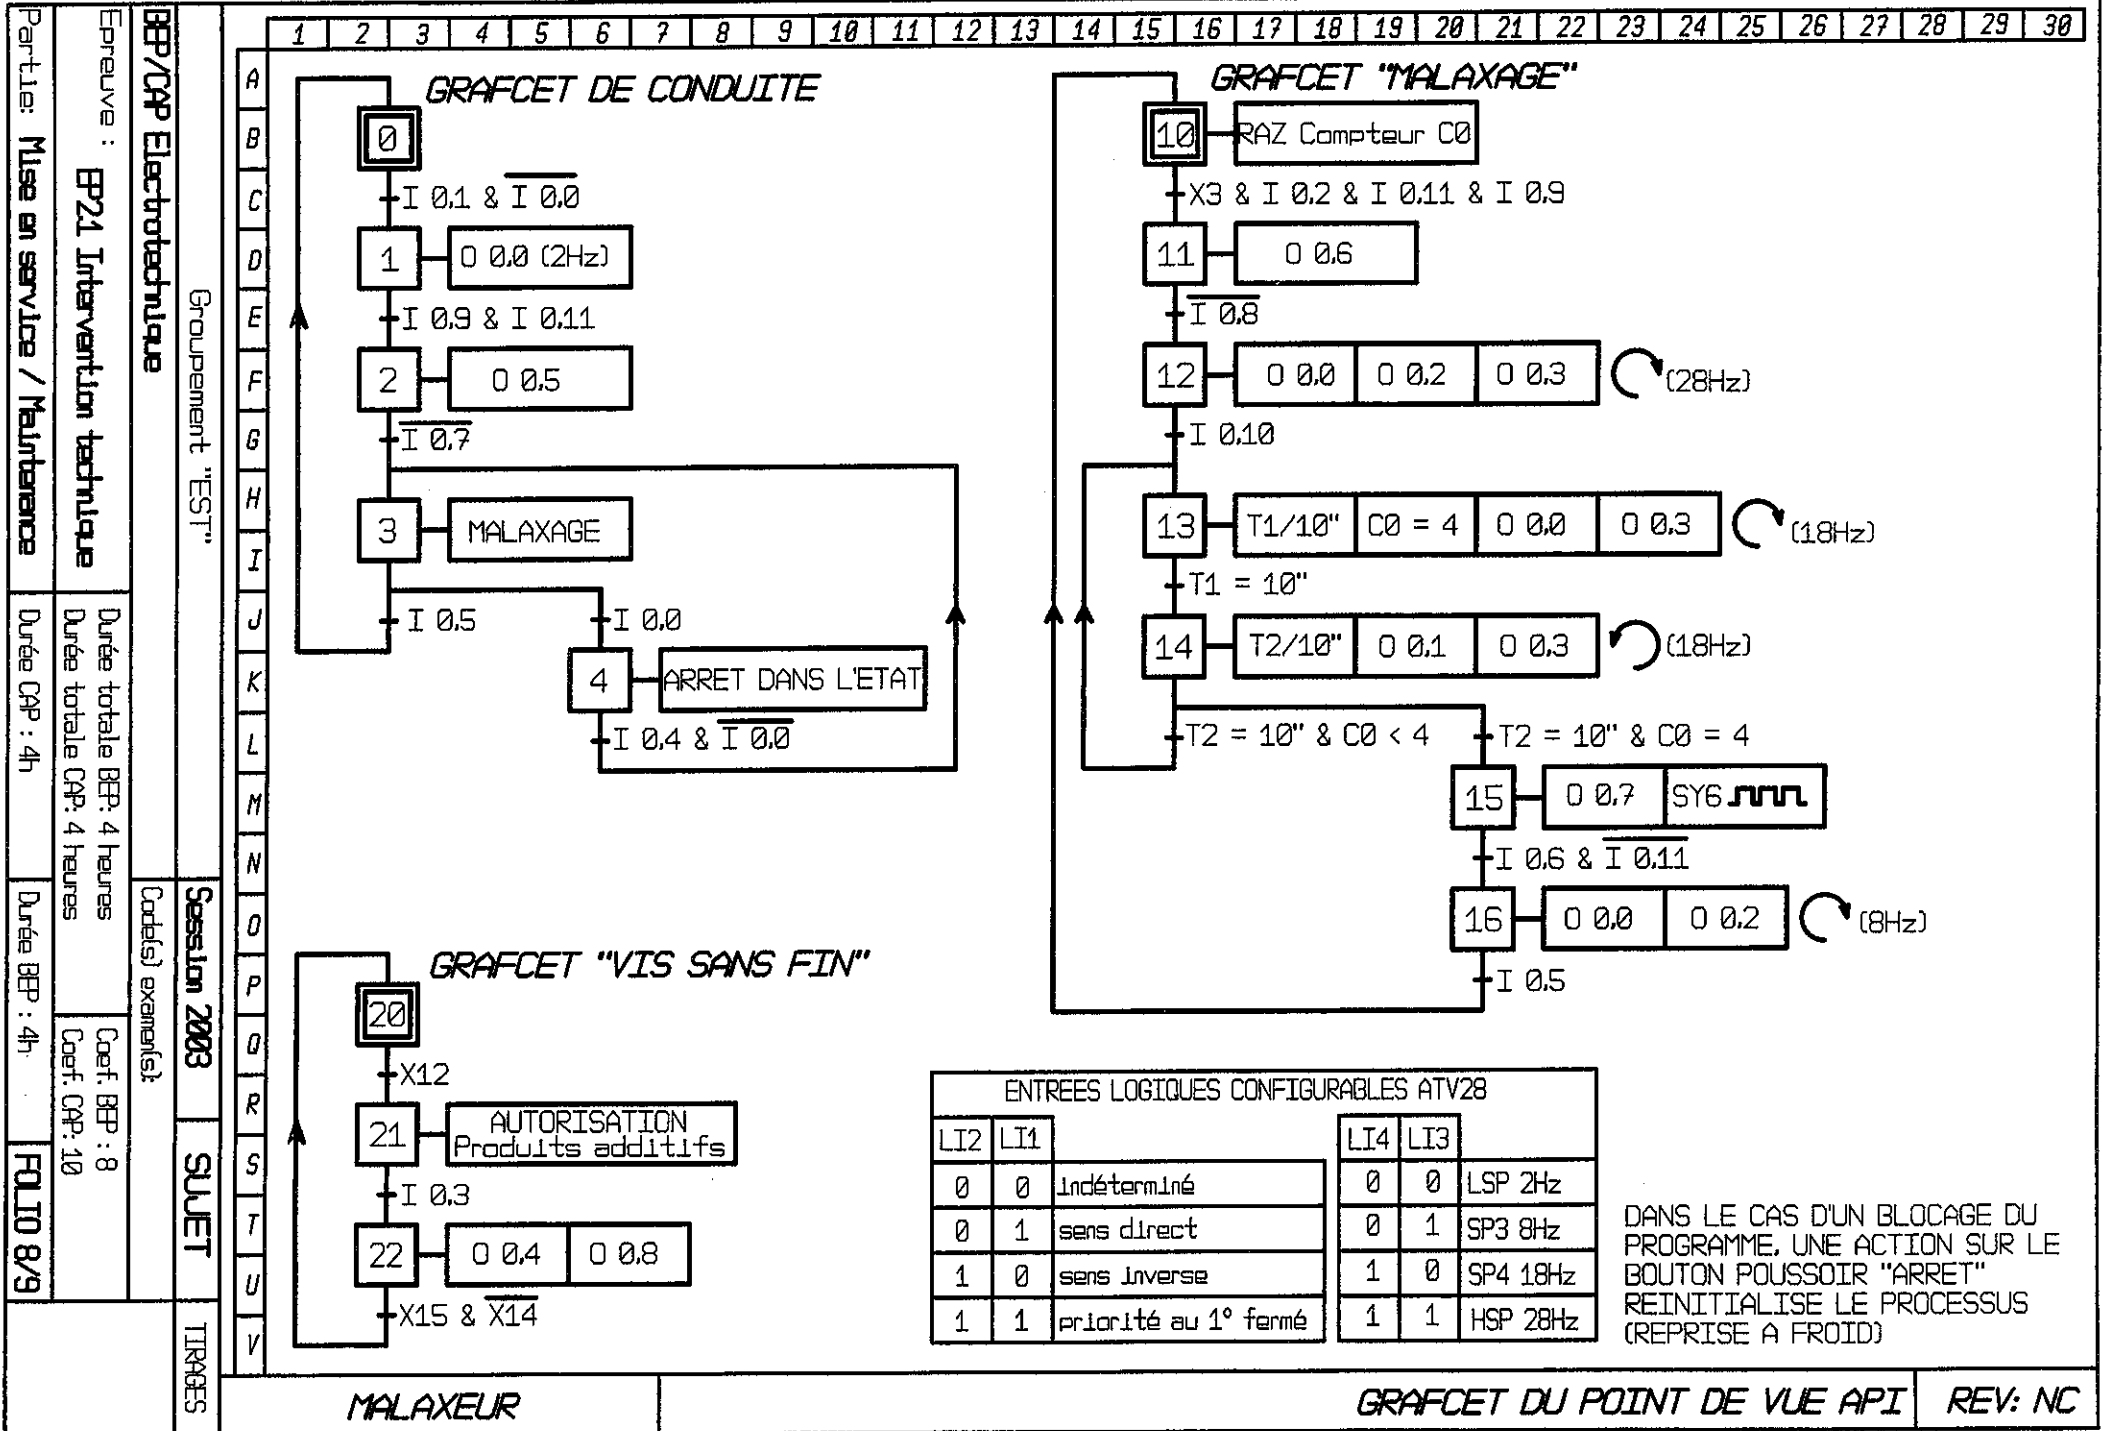 1 2 3 4 5 6 7 8 9 10 11 12 13 14 15 16 17 18 19 20 21 22 23 24 25 26 27 28 29 30
A
B
C
D
E
F
G
H
I
J
K
L
M
N
O
P
Q
R
S
T
U
V
BEP/CAP Electrotechnique
Groupement "EST"
Epreuve : EP2.1 Intervention technique
Partie: Mise en service / Maintenance
Durée totale BEP: 4 heures
Durée totale CAP: 4 heures
Durée CAP : 4h
Durée BEP : 4h
Session 2003
Code(s) examen(s):
Coef. BEP : 8
Coef. CAP: 10
SUJET
FOLIO 8/9
TIRAGES
GRAFCET DE CONDUITE
0
I 0.1 & I̅ ̅0̅.̅0̅
1
O 0.0 (2Hz)
I 0.9 & I 0.11
2
O 0.5
I̅ ̅0̅.̅7̅
3
MALAXAGE
I 0.5
I 0.0
4
ARRET DANS L'ETAT
I 0.4 & I̅ ̅0̅.̅0̅
GRAFCET "MALAXAGE"
10
RAZ Compteur C0
X3 & I 0.2 & I 0.11 & I 0.9
11
O 0.6
I̅ ̅0̅.̅8̅
12
O 0.0 O 0.2 O 0.3 (28Hz)
I 0.10
13
T1/10" C0 = 4 O 0.0 O 0.3 (18Hz)
T1 = 10"
14
T2/10" O 0.1 O 0.3 (18Hz)
T2 = 10" & C0 < 4
T2 = 10" & C0 = 4
15
O 0.7 SY6
I 0.6 & I̅ ̅0̅.̅1̅1̅
16
O 0.0 O 0.2 (8Hz)
I 0.5
GRAFCET "VIS SANS FIN"
20
X12
21
AUTORISATION
Produits additifs
I 0.3
22
O 0.4 O 0.8
X15 & X̅1̅4̅
ENTREES LOGIQUES CONFIGURABLES ATV28
LI2 LI1
0 0 indéterminé
0 1 sens direct
1 0 sens inverse
1 1 priorité au 1° fermé
LI4 LI3
0 0 LSP 2Hz
0 1 SP3 8Hz
1 0 SP4 18Hz
1 1 HSP 28Hz
DANS LE CAS D'UN BLOCAGE DU
PROGRAMME, UNE ACTION SUR LE
BOUTON POUSSOIR "ARRET"
REINITIALISE LE PROCESSUS
(REPRISE A FROID)
MALAXEUR
GRAFCET DU POINT DE VUE API
REV: NC